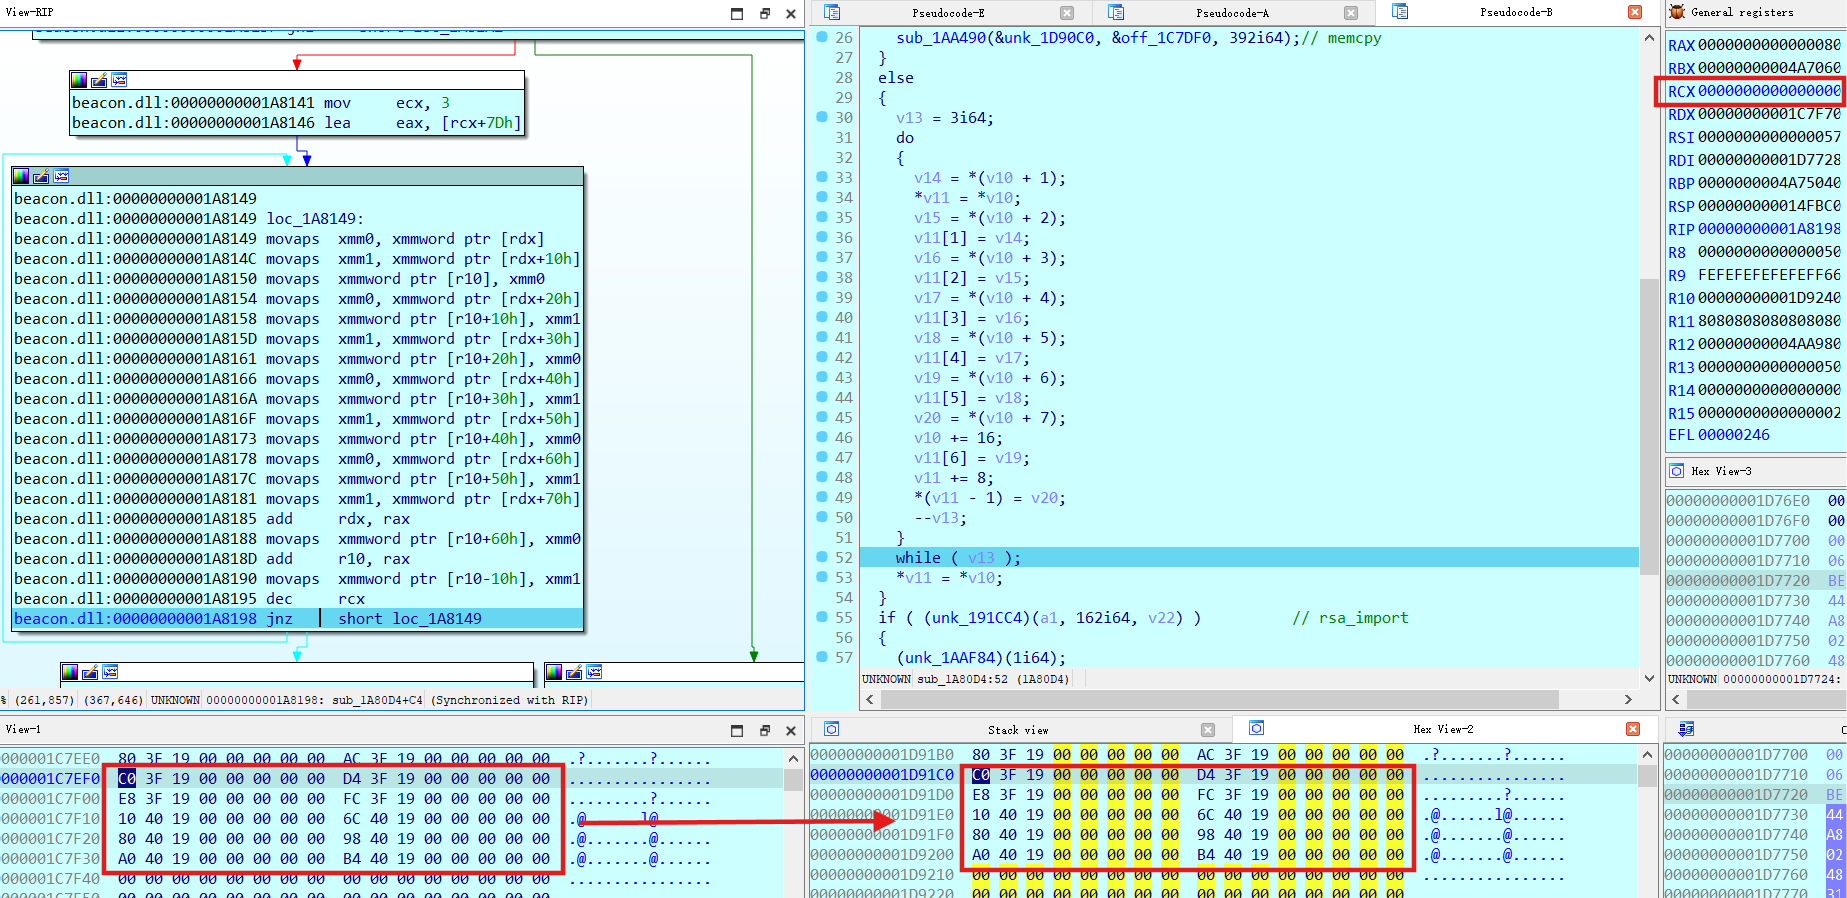 View-RIP
beacon.dll:00000000001A8141 mov     ecx, 3
beacon.dll:00000000001A8146 lea     eax, [rcx+7Dh]
beacon.dll:00000000001A8149
beacon.dll:00000000001A8149 loc_1A8149:
beacon.dll:00000000001A8149 movaps  xmm0, xmmword ptr [rdx]
beacon.dll:00000000001A814C movaps  xmm1, xmmword ptr [rdx+10h]
beacon.dll:00000000001A8150 movaps  xmmword ptr [r10], xmm0
beacon.dll:00000000001A8154 movaps  xmm0, xmmword ptr [rdx+20h]
beacon.dll:00000000001A8158 movaps  xmmword ptr [r10+10h], xmm1
beacon.dll:00000000001A815D movaps  xmm1, xmmword ptr [rdx+30h]
beacon.dll:00000000001A8161 movaps  xmmword ptr [r10+20h], xmm0
beacon.dll:00000000001A8166 movaps  xmm0, xmmword ptr [rdx+40h]
beacon.dll:00000000001A816A movaps  xmmword ptr [r10+30h], xmm1
beacon.dll:00000000001A816F movaps  xmm1, xmmword ptr [rdx+50h]
beacon.dll:00000000001A8173 movaps  xmmword ptr [r10+40h], xmm0
beacon.dll:00000000001A8178 movaps  xmm0, xmmword ptr [rdx+60h]
beacon.dll:00000000001A817C movaps  xmmword ptr [r10+50h], xmm1
beacon.dll:00000000001A8181 movaps  xmm1, xmmword ptr [rdx+70h]
beacon.dll:00000000001A8185 add     rdx, rax
beacon.dll:00000000001A8188 movaps  xmmword ptr [r10+60h], xmm0
beacon.dll:00000000001A818D add     r10, rax
beacon.dll:00000000001A8190 movaps  xmmword ptr [r10-10h], xmm1
beacon.dll:00000000001A8195 dec     rcx
beacon.dll:00000000001A8198 jnz     short loc_1A8149
% (261,857) (367,646) UNKNOWN 00000000001A8198: sub_1A80D4+C4 (Synchronized with RIP)
Pseudocode-E
Pseudocode-A
Pseudocode-B
26 sub_1AA490(&unk_1D90C0, &off_1C7DF0, 392i64);// memcpy
27 }
28 else
29 {
30 v13 = 3i64;
31 do
32 {
33 v14 = *(v10 + 1);
34 *v11 = *v10;
35 v15 = *(v10 + 2);
36 v11[1] = v14;
37 v16 = *(v10 + 3);
38 v11[2] = v15;
39 v17 = *(v10 + 4);
40 v11[3] = v16;
41 v18 = *(v10 + 5);
42 v11[4] = v17;
43 v19 = *(v10 + 6);
44 v11[5] = v18;
45 v20 = *(v10 + 7);
46 v10 += 16;
47 v11[6] = v19;
48 v11 += 8;
49 *(v11 - 1) = v20;
50 --v13;
51 }
52 while ( v13 );
53 *v11 = *v10;
54 }
55 if ( (unk_191CC4)(a1, 162i64, v22) ) // rsa_import
56 {
57 (unk_1AAF84)(1i64);
UNKNOWN sub_1A80D4:52 (1A80D4)
General registers
RAX 0000000000000080
RBX 00000000004A7060
RCX 0000000000000000
RDX 00000000001C7F70
RSI 0000000000000057
RDI 00000000001D7728
RBP 0000000004A75040
RSP 000000000014FBC0
RIP 00000000001A8198
R8 0000000000000050
R9 FEFEFEFEFEFEFF66
R10 00000000001D9240
R11 8080808080808080
R12 00000000004AA980
R13 0000000000000050
R14 0000000000000000
R15 0000000000000002
EFL 00000246
Hex View-3
00000000001D76E0 00
00000000001D76F0 00
00000000001D7700 00
00000000001D7710 06
00000000001D7720 BE
00000000001D7730 44
00000000001D7740 A8
00000000001D7750 02
00000000001D7760 48
UNKNOWN 00000000001D7724:
View-1
000001C7EE0 80 3F 19 00 00 00 00 00 AC 3F 19 00 00 00 00 00 .?.......?......
000001C7EF0 C0 3F 19 00 00 00 00 00 D4 3F 19 00 00 00 00 00 ................
000001C7F00 E8 3F 19 00 00 00 00 00 FC 3F 19 00 00 00 00 00 .........?......
000001C7F10 10 40 19 00 00 00 00 00 6C 40 19 00 00 00 00 00 .@......l@......
000001C7F20 80 40 19 00 00 00 00 00 98 40 19 00 00 00 00 00 .@.......@......
000001C7F30 A0 40 19 00 00 00 00 00 B4 40 19 00 00 00 00 00 .@.......@......
000001C7F40 00 00 00 00 00 00 00 00 00 00 00 00 00 00 00 00 ................
Stack view
Hex View-2
00000000001D91B0 80 3F 19 00 00 00 00 00 AC 3F 19 00 00 00 00 00 .?.......?......
00000000001D91C0 C0 3F 19 00 00 00 00 00 D4 3F 19 00 00 00 00 00 ................
00000000001D91D0 E8 3F 19 00 00 00 00 00 FC 3F 19 00 00 00 00 00 .........?......
00000000001D91E0 10 40 19 00 00 00 00 00 6C 40 19 00 00 00 00 00 .@......l@......
00000000001D91F0 80 40 19 00 00 00 00 00 98 40 19 00 00 00 00 00 .@.......@......
00000000001D9200 A0 40 19 00 00 00 00 00 B4 40 19 00 00 00 00 00 .@.......@......
00000000001D9210 00 00 00 00 00 00 00 00 00 00 00 00 00 00 00 00 ................
00000000001D9220 00 00 00 00 00 00 00 00 00 00 00 00 00 00 00 00
00000000001D7700 00
00000000001D7710 06
00000000001D7720 BE
00000000001D7730 44
00000000001D7740 A8
00000000001D7750 02
00000000001D7760 48
00000000001D7770 31